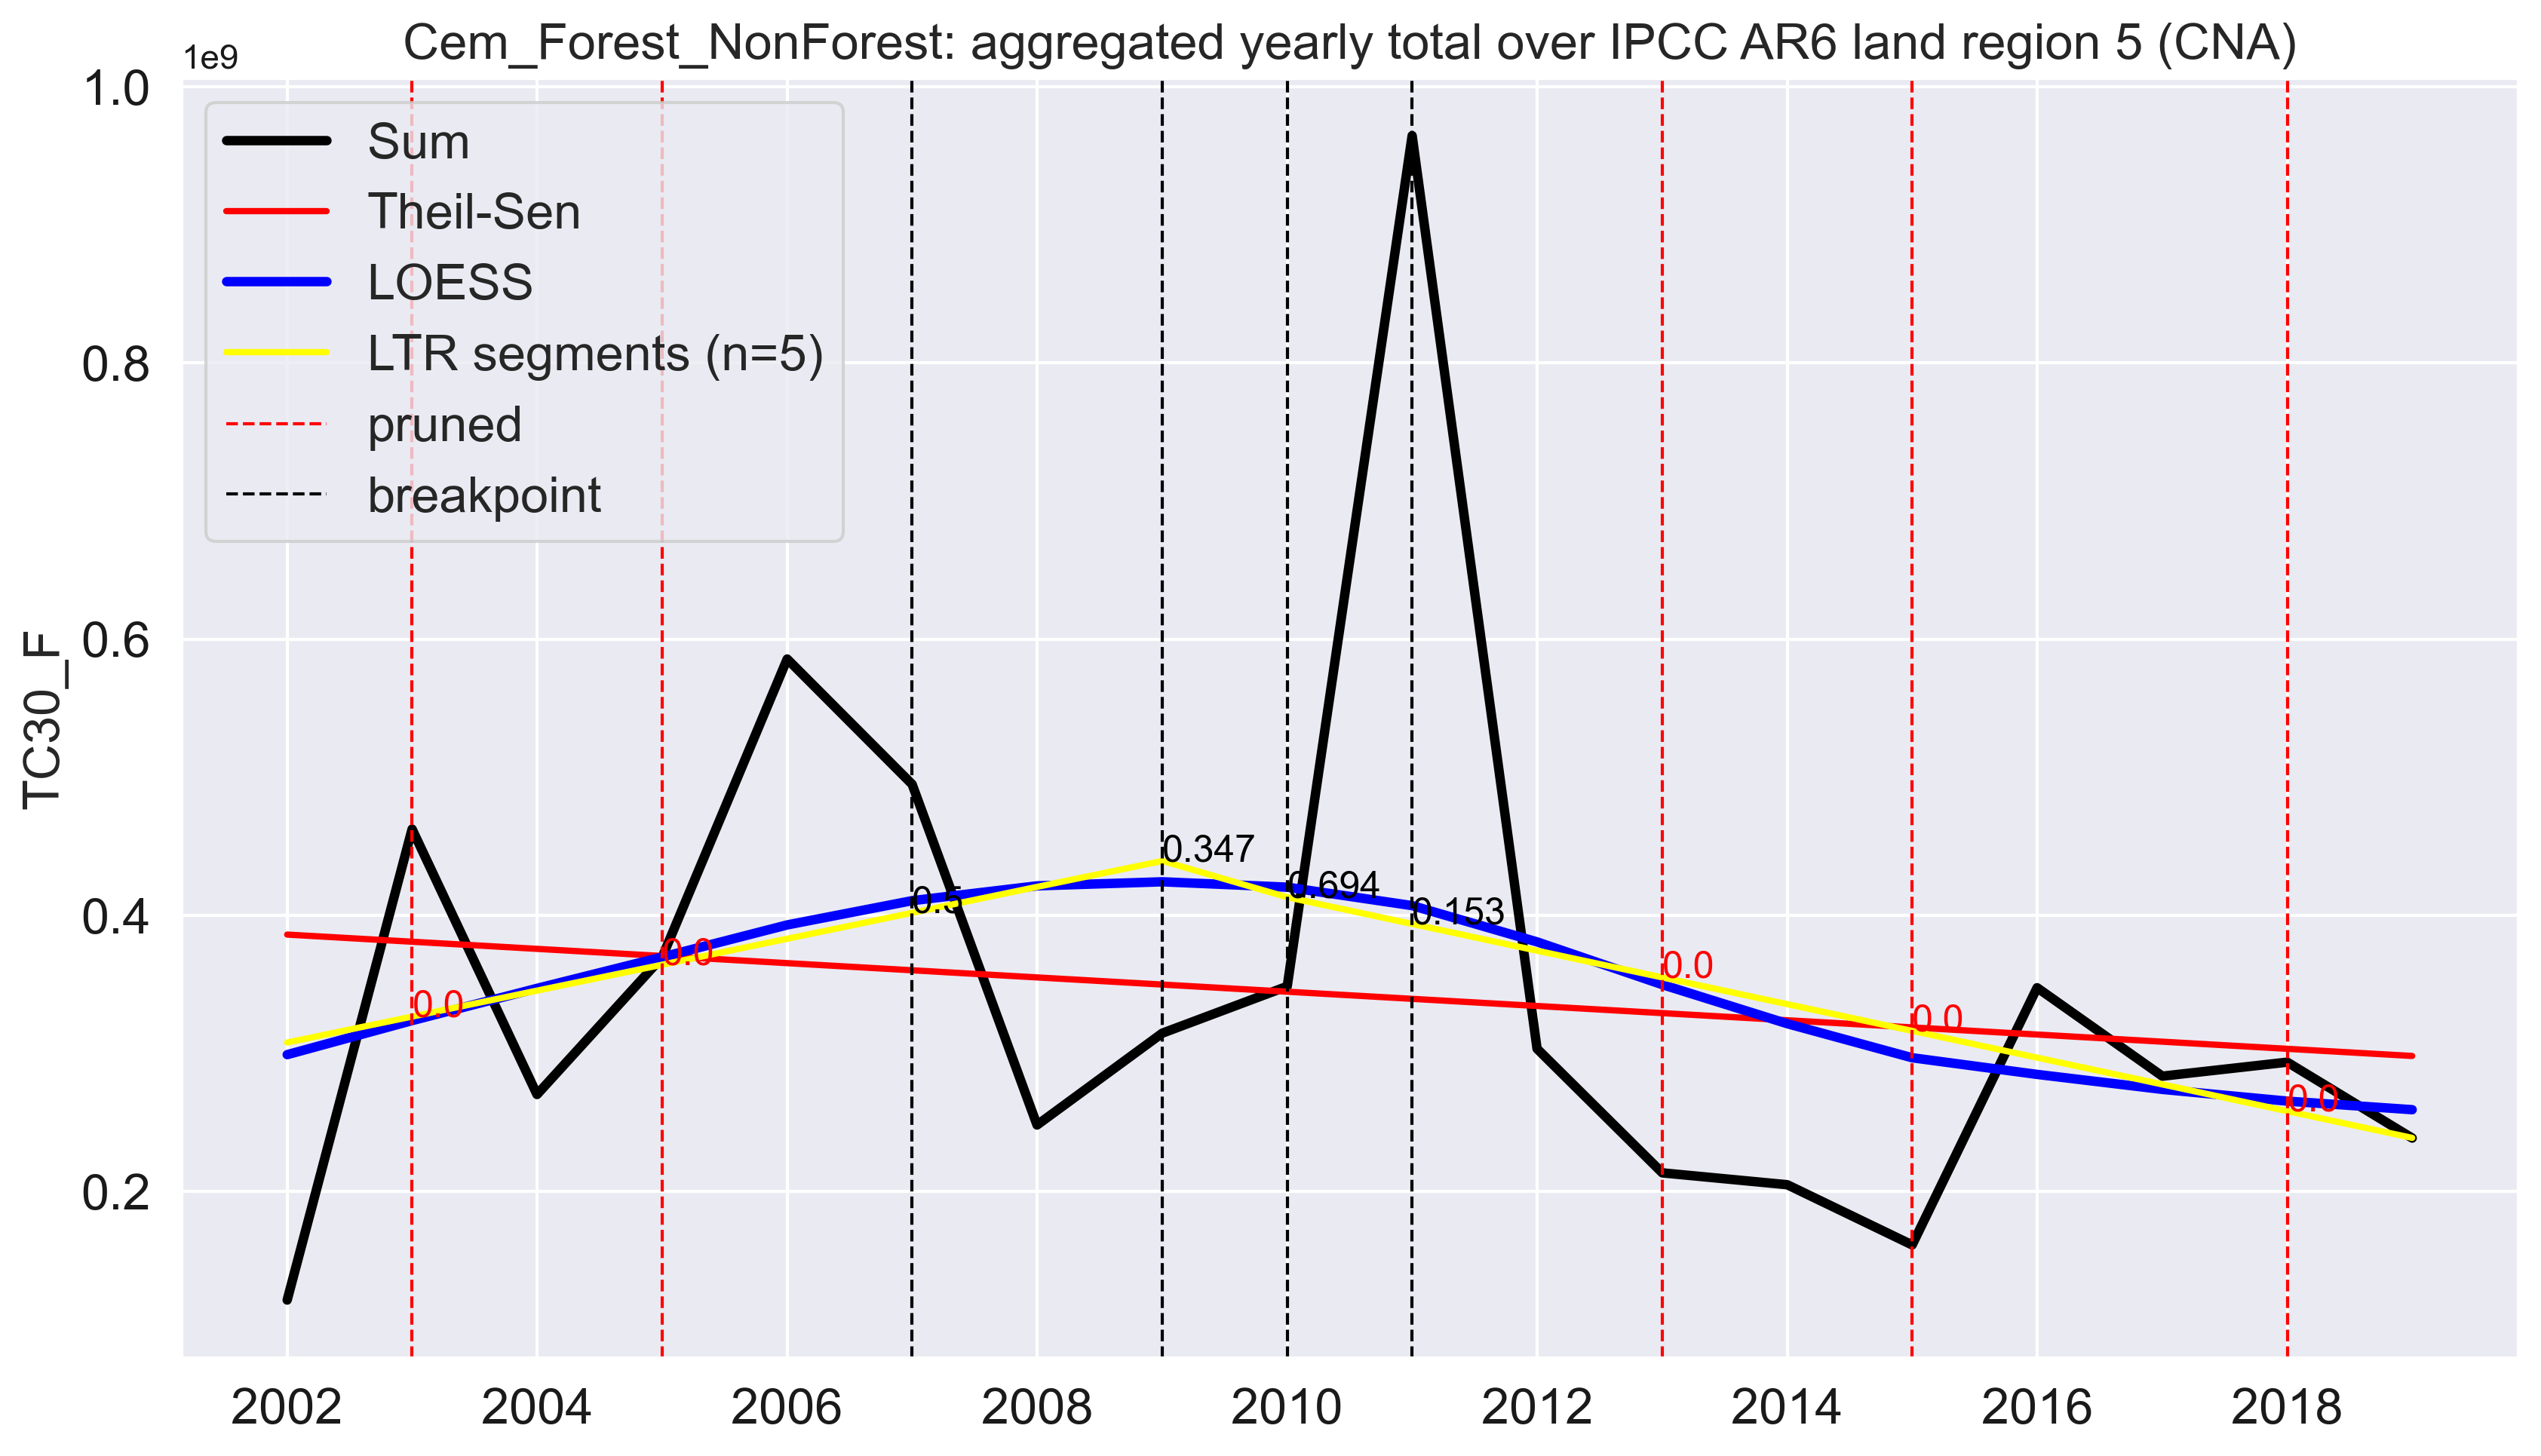 Cem_Forest_NonForest: aggregated yearly total over IPCC AR6 land region 5 (CNA)
1e9
1.0
0.8
0.6
0.4
0.2
TC30_F
Sum
Theil-Sen
LOESS
LTR segments (n=5)
pruned
breakpoint
0.0
0.0
0.5
0.347
0.694
0.153
0.0
0.0
0.0
2002 2004 2006 2008 2010 2012 2014 2016 2018